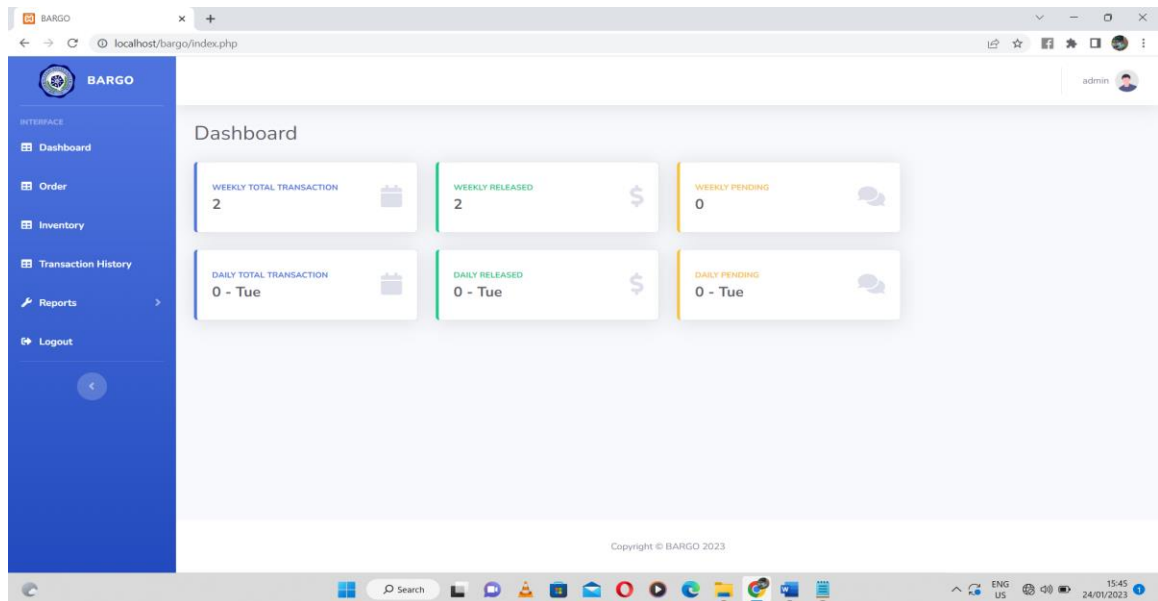 BARGO
localhost/bargo/index.php
BARGO
admin
INTERFACE
Dashboard
Order
Inventory
Transaction History
Reports
Logout
Dashboard
WEEKLY TOTAL TRANSACTION
2
WEEKLY RELEASED
2
WEEKLY PENDING
0
DAILY TOTAL TRANSACTION
0 - Tue
DAILY RELEASED
0 - Tue
DAILY PENDING
0 - Tue
Copyright © BARGO 2023
Search
ENG
US
15:45
24/01/2023
1